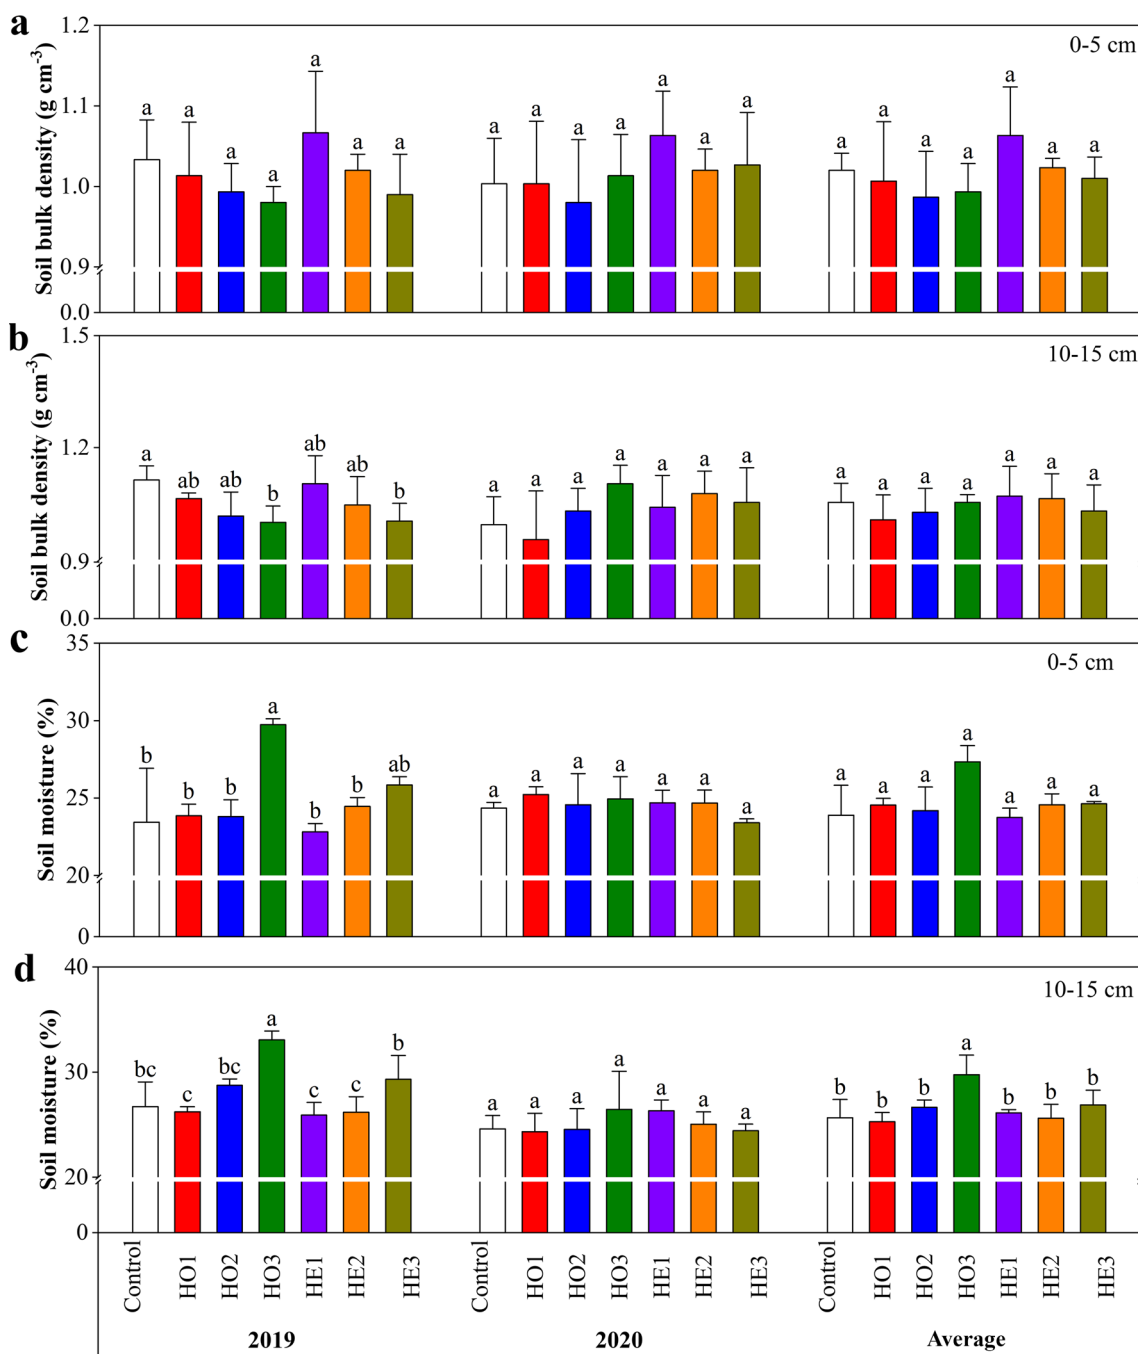 a
Soil bulk density (g cm-3)
1.2
1.1
1.0
0.9
0.0
0-5 cm
a a a a a a a
a a a a a a a
a a a a a a a
b
Soil bulk density (g cm-3)
1.5
1.2
0.9
0.0
10-15 cm
a ab ab b ab ab b
a a a a a a a
a a a a a a a
c
Soil moisture (%)
35
30
25
20
0
0-5 cm
b b b a b b ab
a a a a a a a
a a a a a a a
d
Soil moisture (%)
40
30
20
0
10-15 cm
bc c bc a c c b
a a a a a a a
b b b a b b b
Control HO1 HO2 HO3 HE1 HE2 HE3
Control HO1 HO2 HO3 HE1 HE2 HE3
Control HO1 HO2 HO3 HE1 HE2 HE3
2019 2020 Average